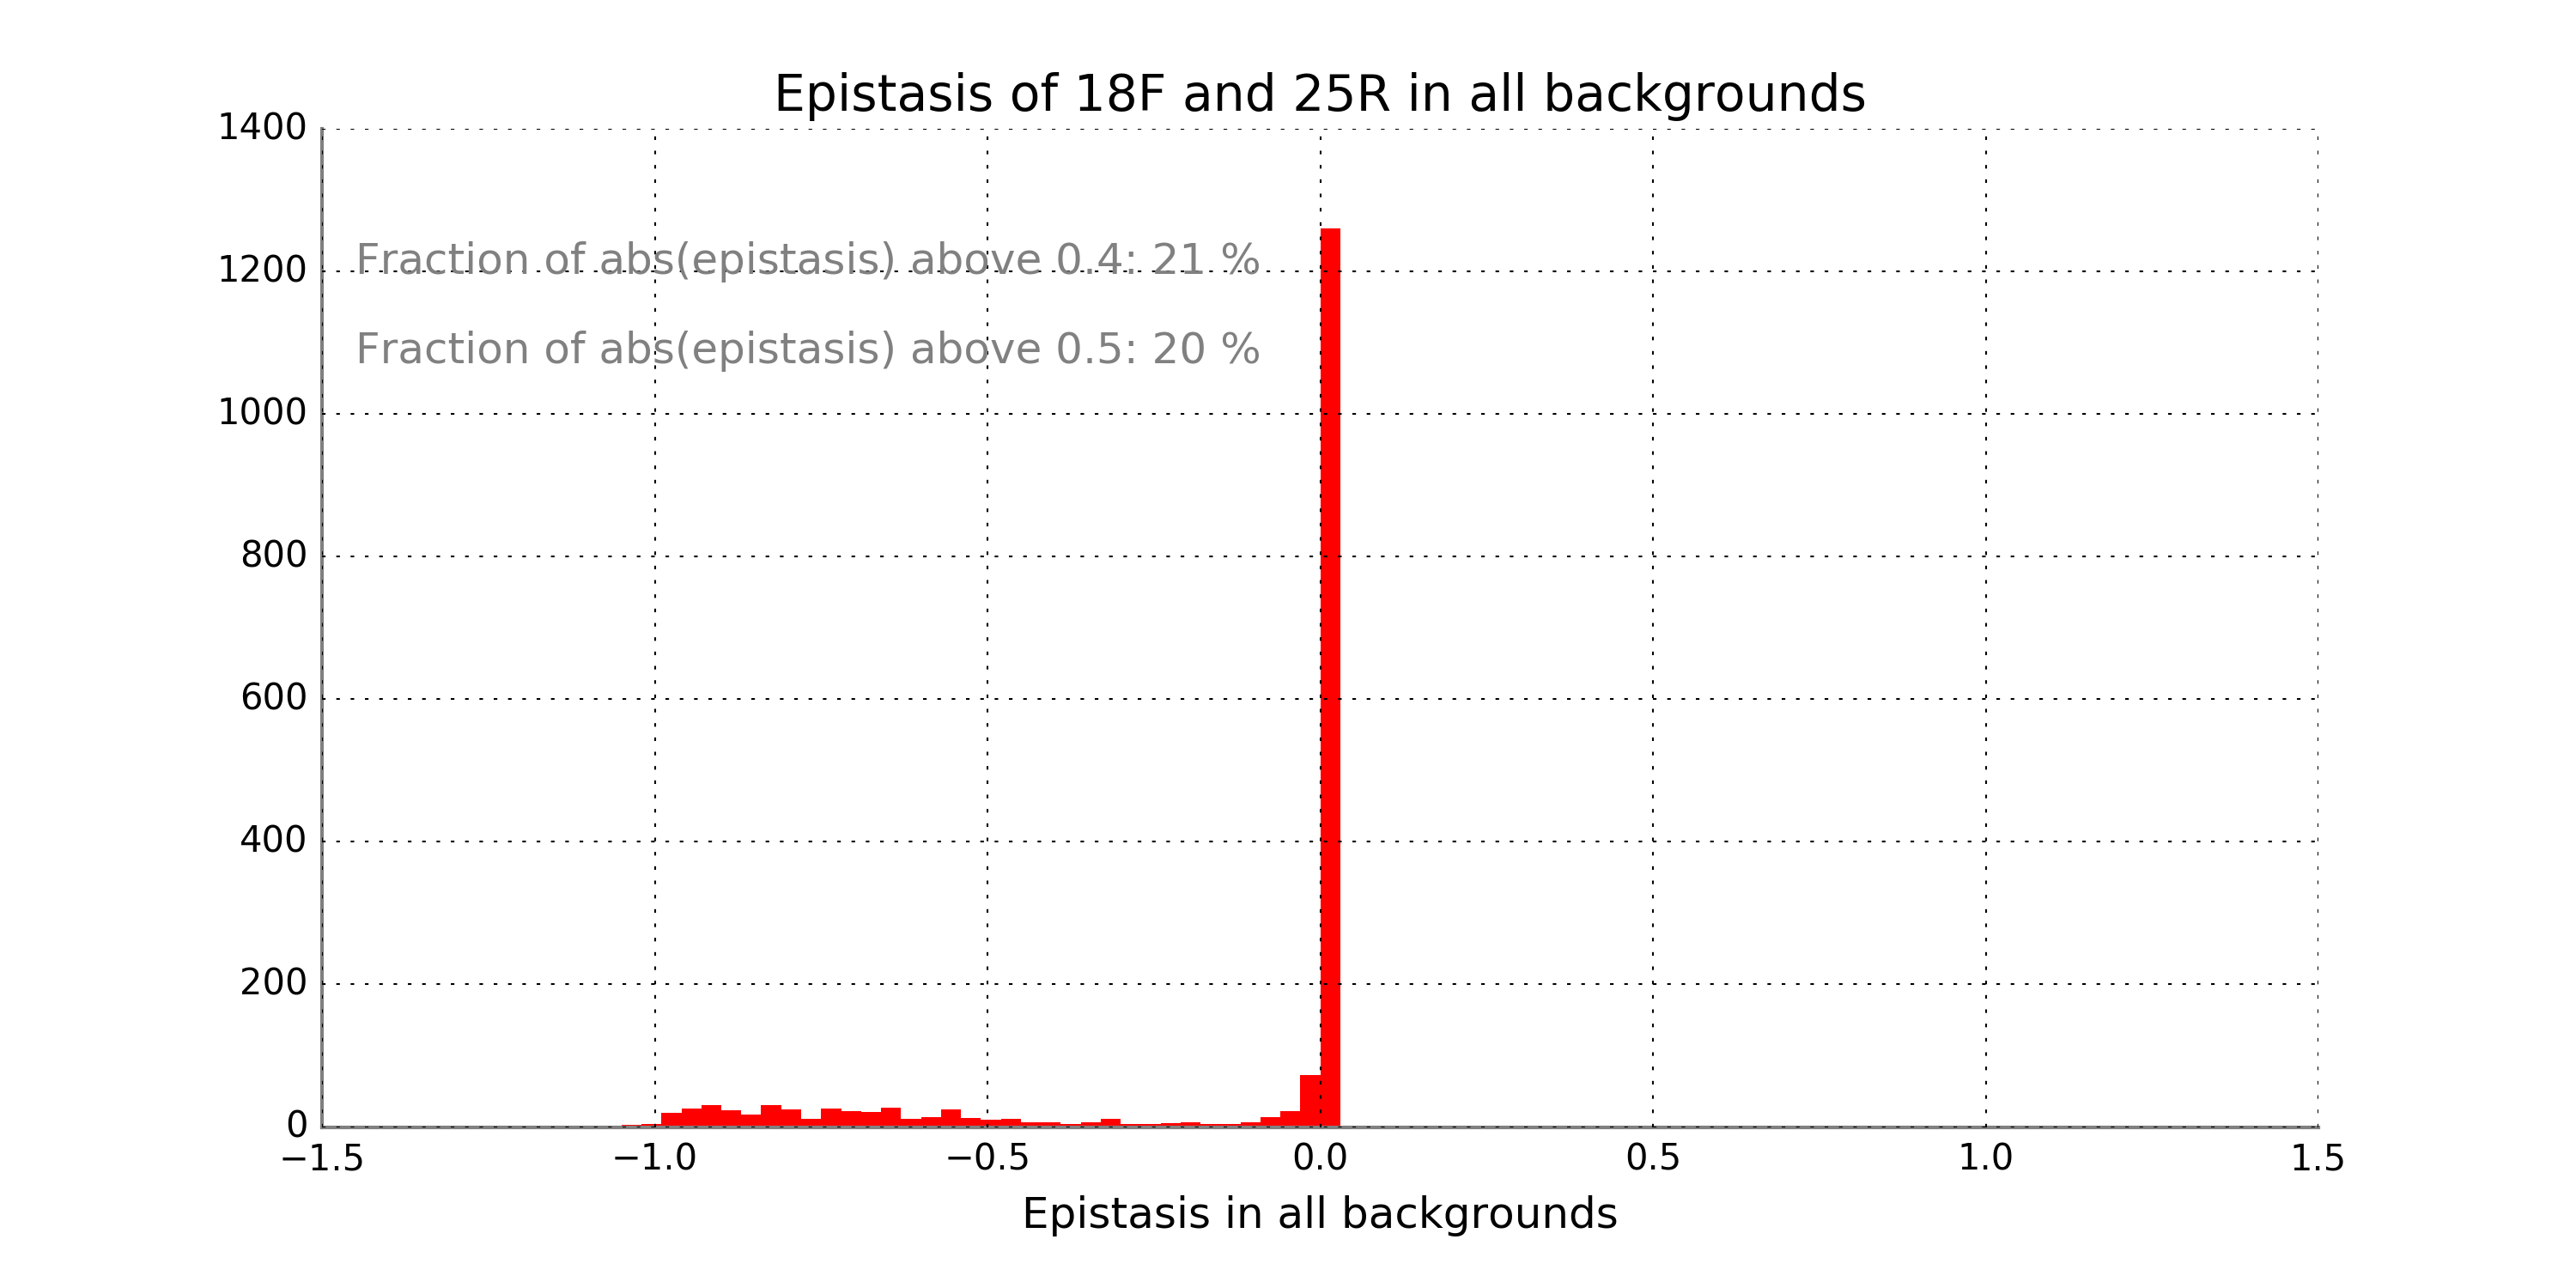 Epistasis of 18F and 25R in all backgrounds
1400
1200
1000
800
600
400
200
0
Fraction of abs(epistasis) above 0.4: 21 %
Fraction of abs(epistasis) above 0.5: 20 %
−1.5 −1.0 −0.5 0.0 0.5 1.0 1.5
Epistasis in all backgrounds